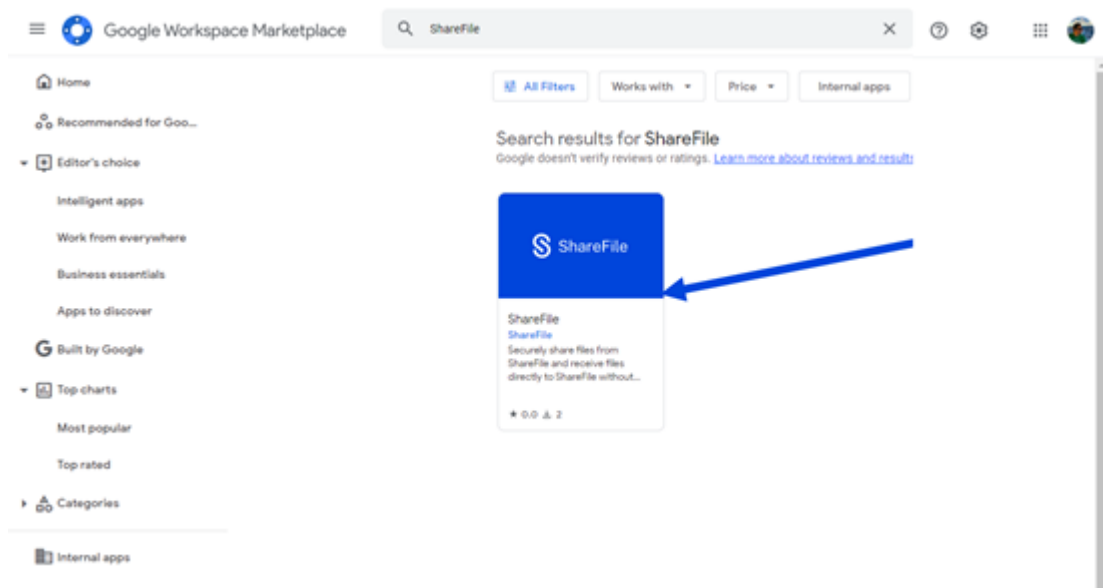 Google Workspace Marketplace
ShareFile
Home
Recommended for Goo...
Editor's choice
Intelligent apps
Work from everywhere
Business essentials
Apps to discover
Built by Google
Top charts
Most popular
Top rated
Categories
Internal apps
All Filters
Works with
Price
Internal apps
Search results for ShareFile
Google doesn't verify reviews or ratings. Learn more about reviews and results
ShareFile
ShareFile
ShareFile
Securely share files from
ShareFile and receive files
directly to ShareFile without...
0.0 2